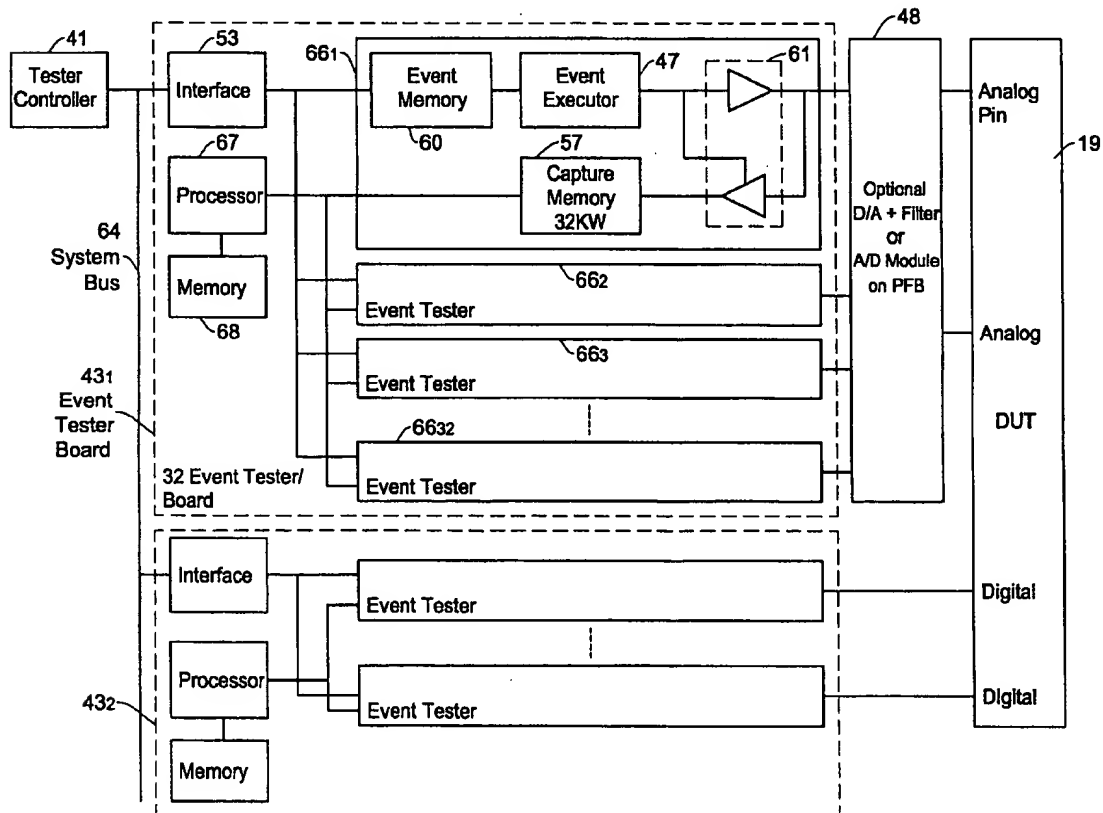 41
Tester
Controller
53
Interface
66₁
Event
Memory
60
Event
Executor
47
61
48
Analog
Pin
19
67
Processor
57
Capture
Memory
32KW
Optional
D/A + Filter
or
A/D Module
on PFB
64
System
Bus
Memory
68
66₂
Event Tester
66₃
Event Tester
Analog
43₁
Event
Tester
Board
DUT
66₃₂
Event Tester
32 Event Tester/
Board
Interface
Event Tester
Digital
Processor
Event Tester
Digital
43₂
Memory